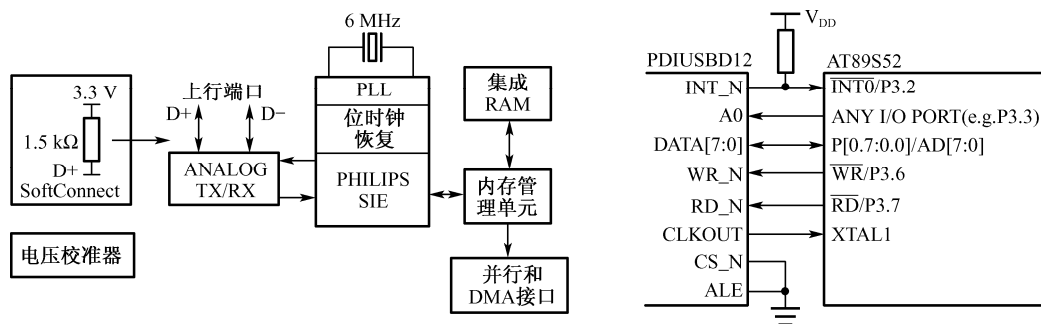 6 MHz
3.3 V
1.5 kΩ
D+
SoftConnect
上行端口
D+
D−
ANALOG
TX/RX
PLL
位时钟
恢复
PHILIPS
SIE
集成
RAM
内存管
理单元
并行和
DMA接口
电压校准器
V_DD
PDIUSBD12
AT89S52
INT_N
I̅N̅T̅0̅/P3.2
A0
ANY I/O PORT(e.g.P3.3)
DATA[7:0]
P[0.7:0.0]/AD[7:0]
WR_N
W̅R̅/P3.6
RD_N
R̅D̅/P3.7
CLKOUT
XTAL1
CS_N
ALE